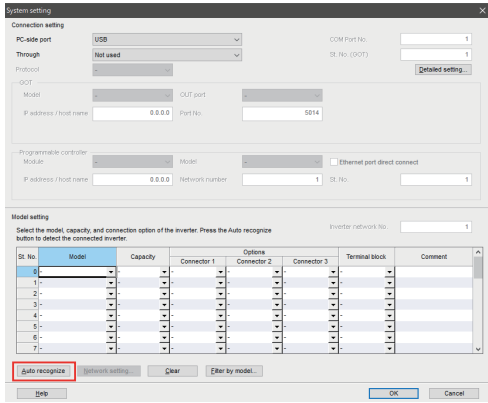 System setting
Connection setting
PC-side port USB COM Port No. 1
Through Not used St. No. (GOT) 1
Protocol - Detailed setting...
GOT
Model - OUT port -
IP address / host name 0.0.0.0 Port No. 5014
Programmable controller
Module - Model - Ethernet port direct connect
IP address / host name 0.0.0.0 Network number 1 St. No. 1
Model setting
Select the model, capacity, and connection option of the inverter. Press the Auto recognize
button to detect the connected inverter.
Inverter network No. 1
St. No. Model Capacity Options Terminal block Comment
Connector 1 Connector 2 Connector 3
0 - - - - - -
1 - - - - - -
2 - - - - - -
3 - - - - - -
4 - - - - - -
5 - - - - - -
6 - - - - - -
7 - - - - - -
Auto recognize Network setting... Clear Filter by model...
Help OK Cancel